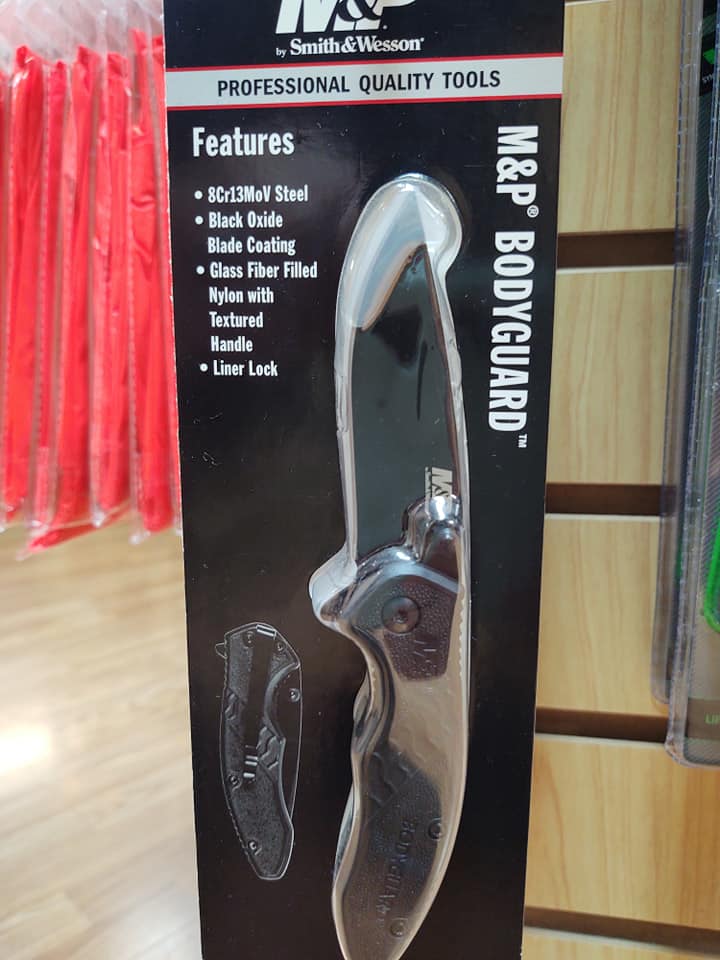 M&P
by Smith & Wesson®
PROFESSIONAL QUALITY TOOLS
Features
• 8Cr13MoV Steel
• Black Oxide
Blade Coating
• Glass Fiber Filled
Nylon with
Textured
Handle
• Liner Lock
M&P® BODYGUARD™
M&P
BODYGUARD